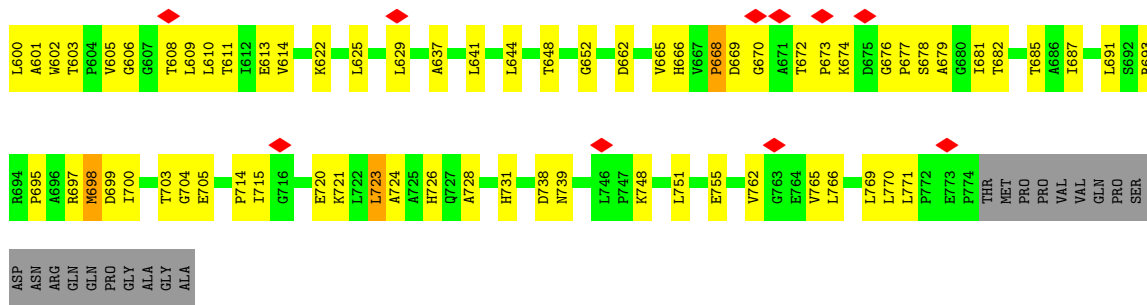 L600 A601 W602 T603 P604 V605 G606 G607 T608 L609 L610 T611 I612 E613 V614 K622 L625 L629 A637 L641 L644 T648 G652 D662 V665 H666 V667 P668 D669 G670 A671 T672 P673 K674 D675 G676 P677 S678 A679 G680 I681 T682 T685 A686 I687 L691 S692
R694 P695 A696 R697 M698 D699 I700 T703 G704 E705 P714 I715 G716 E720 K721 L722 L723 A724 A725 H726 Q727 A728 H731 D738 N739 L746 P747 K748 L751 E755 V762 G763 E764 V765 L766 L769 L770 L771 P772 E773 P774 THR MET PRO PRO VAL VAL GLN PRO SER
ASP ASN ARG GLN GLN PRO GLY ALA GLY ALA